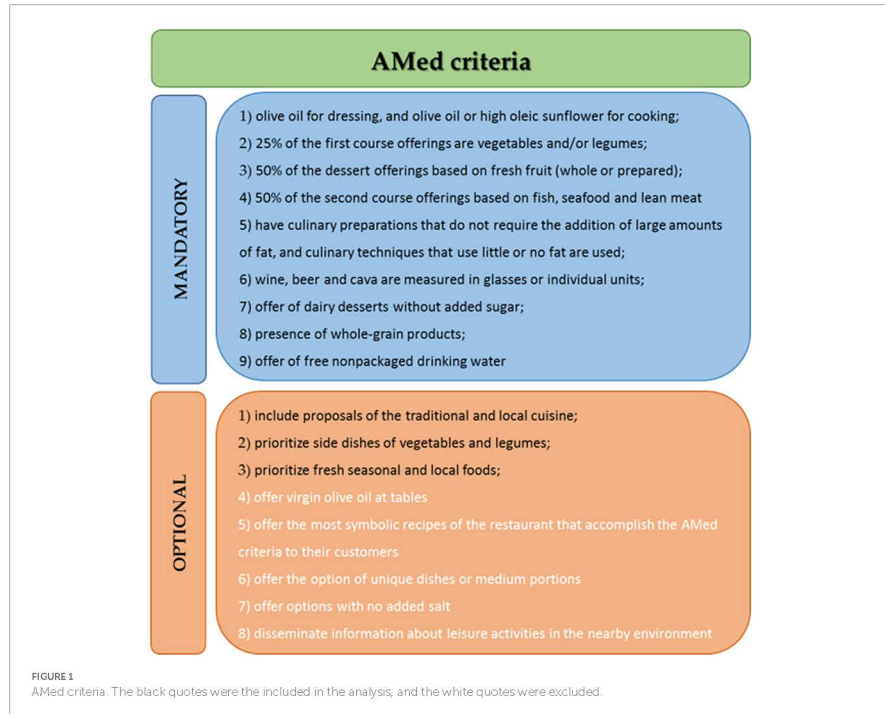 AMed criteria
MANDATORY
1) olive oil for dressing, and olive oil or high oleic sunflower for cooking;
2) 25% of the first course offerings are vegetables and/or legumes;
3) 50% of the dessert offerings based on fresh fruit (whole or prepared);
4) 50% of the second course offerings based on fish, seafood and lean meat
5) have culinary preparations that do not require the addition of large amounts
of fat, and culinary techniques that use little or no fat are used;
6) wine, beer and cava are measured in glasses or individual units;
7) offer of dairy desserts without added sugar;
8) presence of whole-grain products;
9) offer of free nonpackaged drinking water
OPTIONAL
1) include proposals of the traditional and local cuisine;
2) prioritize side dishes of vegetables and legumes;
3) prioritize fresh seasonal and local foods;
4) offer virgin olive oil at tables
5) offer the most symbolic recipes of the restaurant that accomplish the AMed
criteria to their customers
6) offer the option of unique dishes or medium portions
7) offer options with no added salt
8) disseminate information about leisure activities in the nearby environment
FIGURE 1
AMed criteria. The black quotes were the included in the analysis, and the white quotes were excluded.